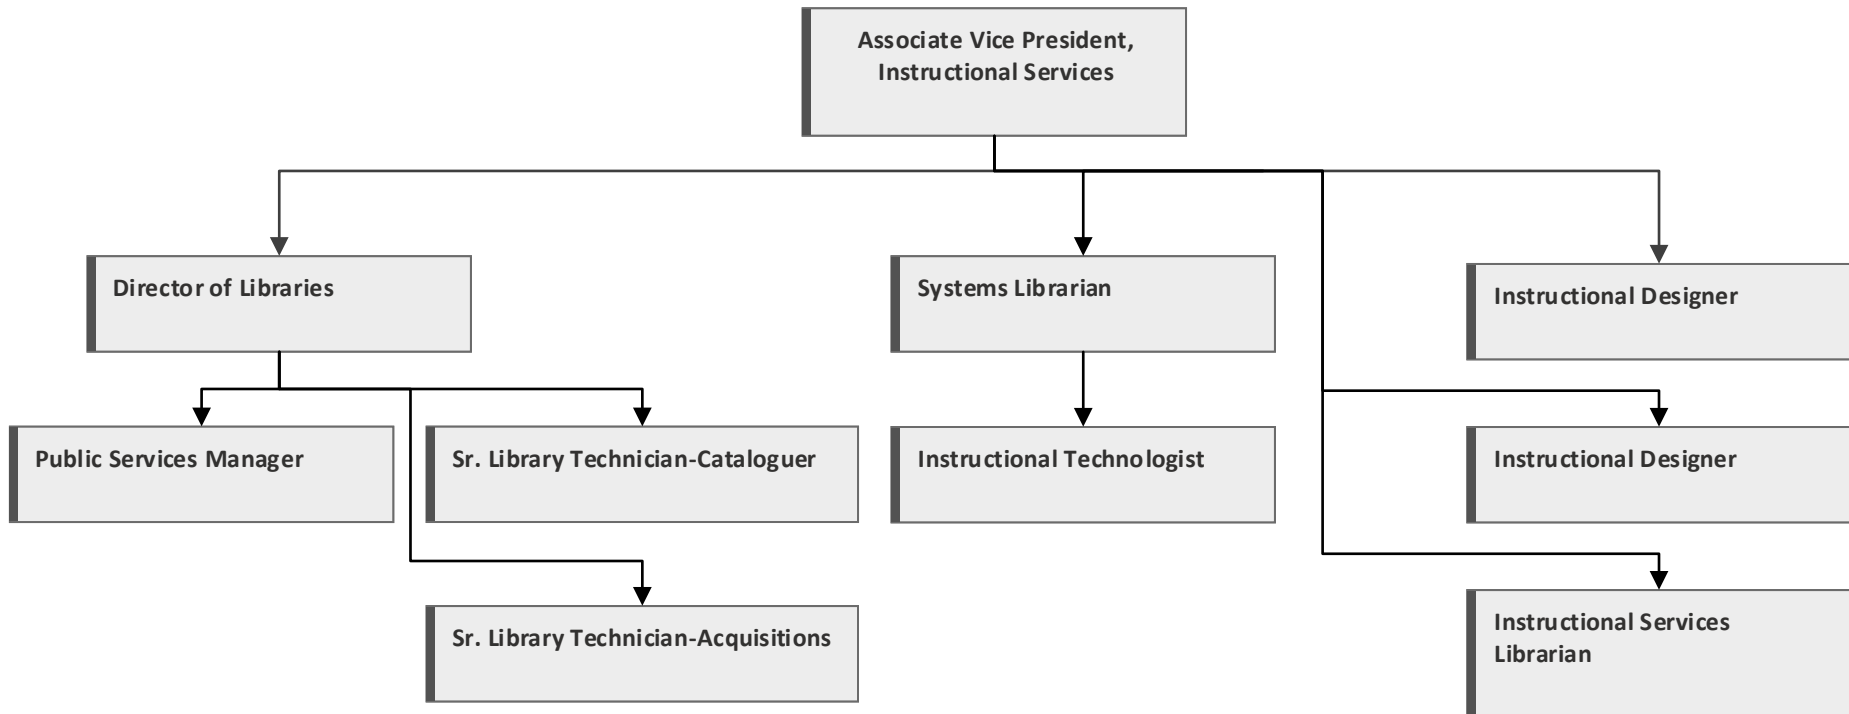 Associate Vice President,
Instructional Services
Director of Libraries
Systems Librarian
Instructional Designer
Public Services Manager
Sr. Library Technician-Cataloguer
Instructional Technologist
Instructional Designer
Sr. Library Technician-Acquisitions
Instructional Services
Librarian